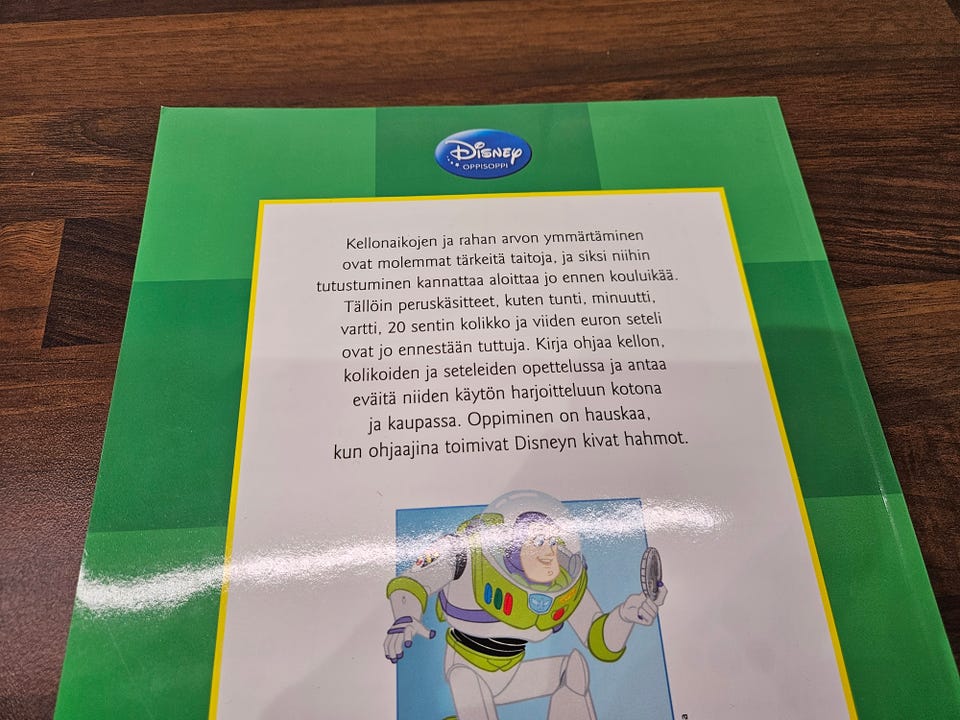 Disney
OPPISOPPI
Kellonaikojen ja rahan arvon ymmärtäminen
ovat molemmat tärkeitä taitoja, ja siksi niihin
tutustuminen kannattaa aloittaa jo ennen kouluikää.
Tällöin peruskäsitteet, kuten tunti, minuutti,
vartti, 20 sentin kolikko ja viiden euron seteli
ovat jo ennestään tuttuja. Kirja ohjaa kellon,
kolikoiden ja seteleiden opettelussa ja antaa
eväitä niiden käytön harjoitteluun kotona
ja kaupassa. Oppiminen on hauskaa,
kun ohjaajina toimivat Disneyn kivat hahmot.